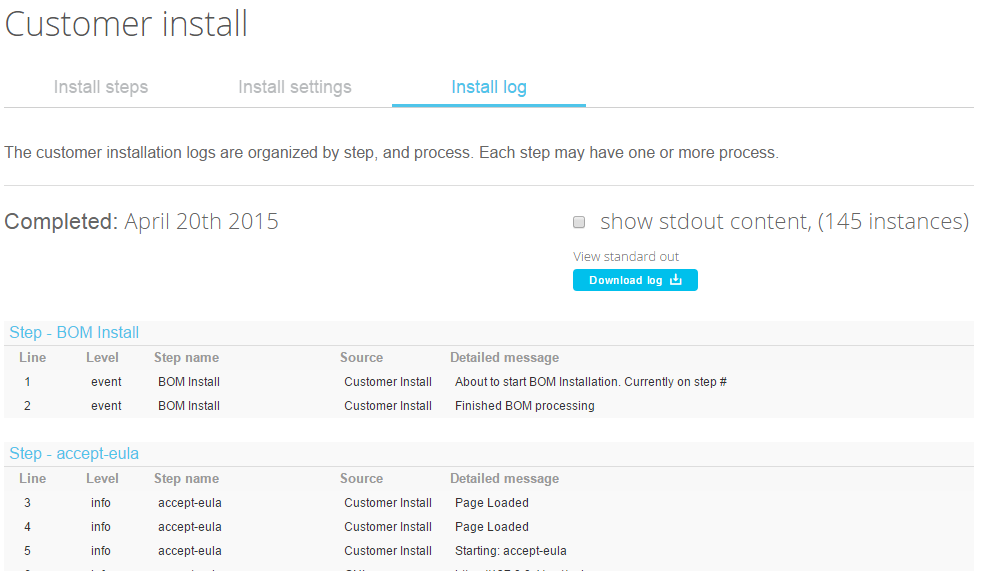 Customer install
Install steps Install settings Install log
The customer installation logs are organized by step, and process. Each step may have one or more process.
Completed: April 20th 2015 show stdout content, (145 instances)
View standard out
Download log
Step - BOM Install
Line Level Step name Source Detailed message
1 event BOM Install Customer Install About to start BOM Installation. Currently on step #
2 event BOM Install Customer Install Finished BOM processing
Step - accept-eula
Line Level Step name Source Detailed message
3 info accept-eula Customer Install Page Loaded
4 info accept-eula Customer Install Page Loaded
5 info accept-eula Customer Install Starting: accept-eula